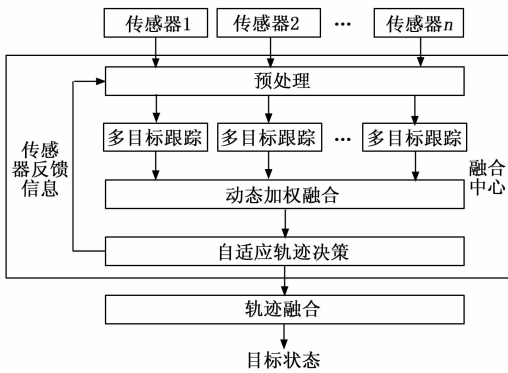 传感器1 传感器2 … 传感器n
预处理
多目标跟踪 多目标跟踪 … 多目标跟踪
传感
器反馈
信息
融合
中心
动态加权融合
自适应轨迹决策
轨迹融合
目标状态